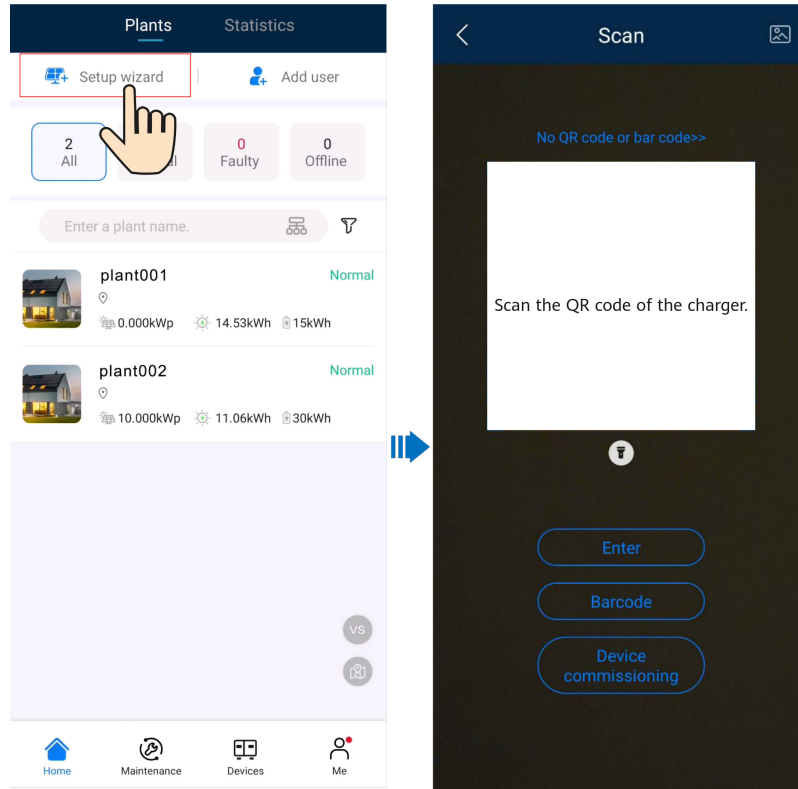 Plants Statistics
Setup wizard Add user
2 0 0
All al Faulty Offline
Enter a plant name.
plant001 Normal
0.000kWp 14.53kWh 15kWh
plant002 Normal
10.000kWp 11.06kWh 30kWh
VS
Home Maintenance Devices Me
Scan
No QR code or bar code>>
Scan the QR code of the charger.
Enter
Barcode
Device
commissioning